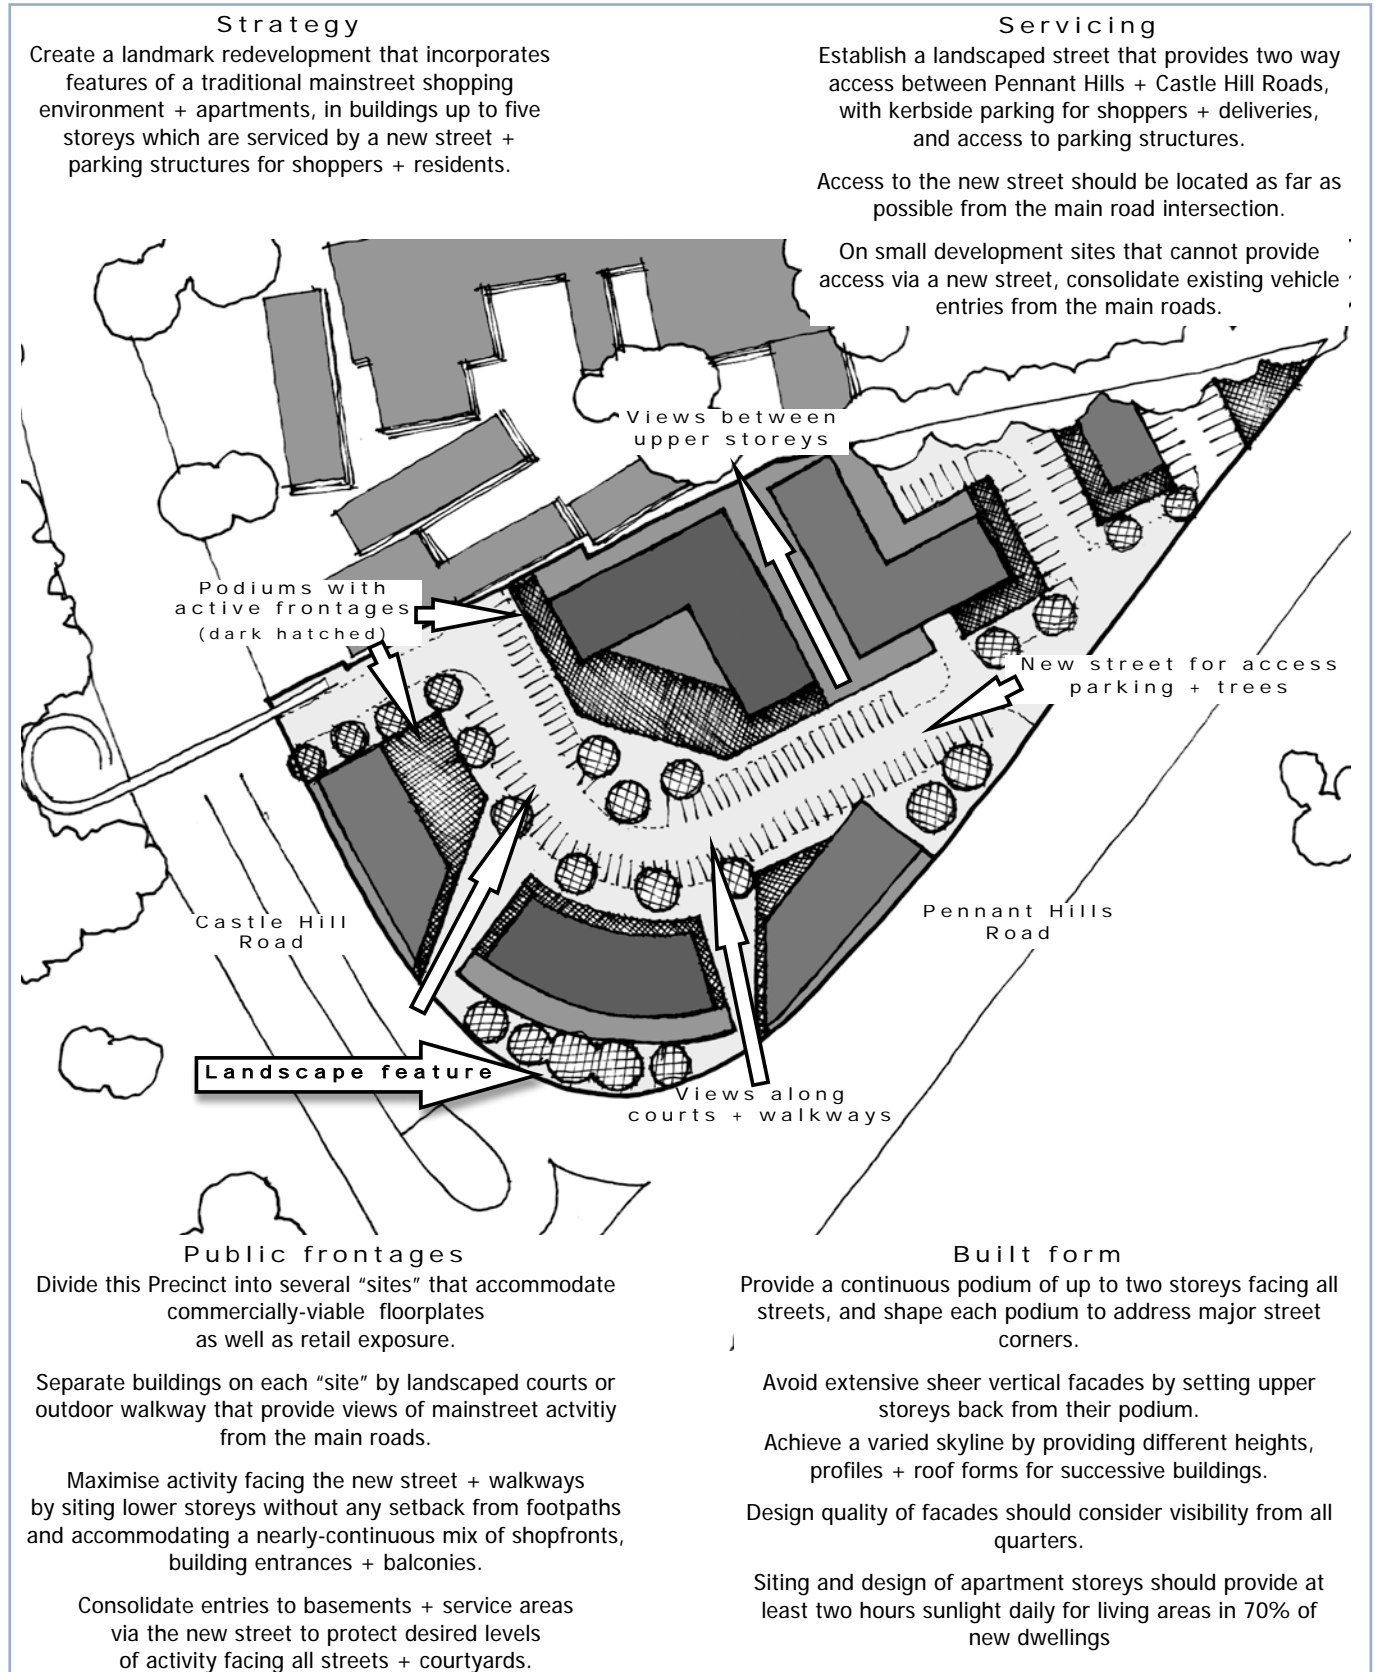 Strategy
Create a landmark redevelopment that incorporates
features of a traditional mainstreet shopping
environment + apartments, in buildings up to five
storeys which are serviced by a new street +
parking structures for shoppers + residents.
Servicing
Establish a landscaped street that provides two way
access between Pennant Hills + Castle Hill Roads,
with kerbside parking for shoppers + deliveries,
and access to parking structures.
Access to the new street should be located as far as
possible from the main road intersection.
On small development sites that cannot provide
access via a new street, consolidate existing vehicle
entries from the main roads.
Views between
upper storeys
Podiums with
active frontages
(dark hatched)
New street for access
parking + trees
Castle Hill
Road
Pennant Hills
Road
Landscape feature
Views along
courts + walkways
Public frontages
Divide this Precinct into several “sites” that accommodate
commercially-viable floorplates
as well as retail exposure.
Separate buildings on each “site” by landscaped courts or
outdoor walkway that provide views of mainstreet actvitiy
from the main roads.
Maximise activity facing the new street + walkways
by siting lower storeys without any setback from footpaths
and accommodating a nearly-continuous mix of shopfronts,
building entrances + balconies.
Consolidate entries to basements + service areas
via the new street to protect desired levels
of activity facing all streets + courtyards.
Built form
Provide a continuous podium of up to two storeys facing all
streets, and shape each podium to address major street
corners.
Avoid extensive sheer vertical facades by setting upper
storeys back from their podium.
Achieve a varied skyline by providing different heights,
profiles + roof forms for successive buildings.
Design quality of facades should consider visibility from all
quarters.
Siting and design of apartment storeys should provide at
least two hours sunlight daily for living areas in 70% of
new dwellings